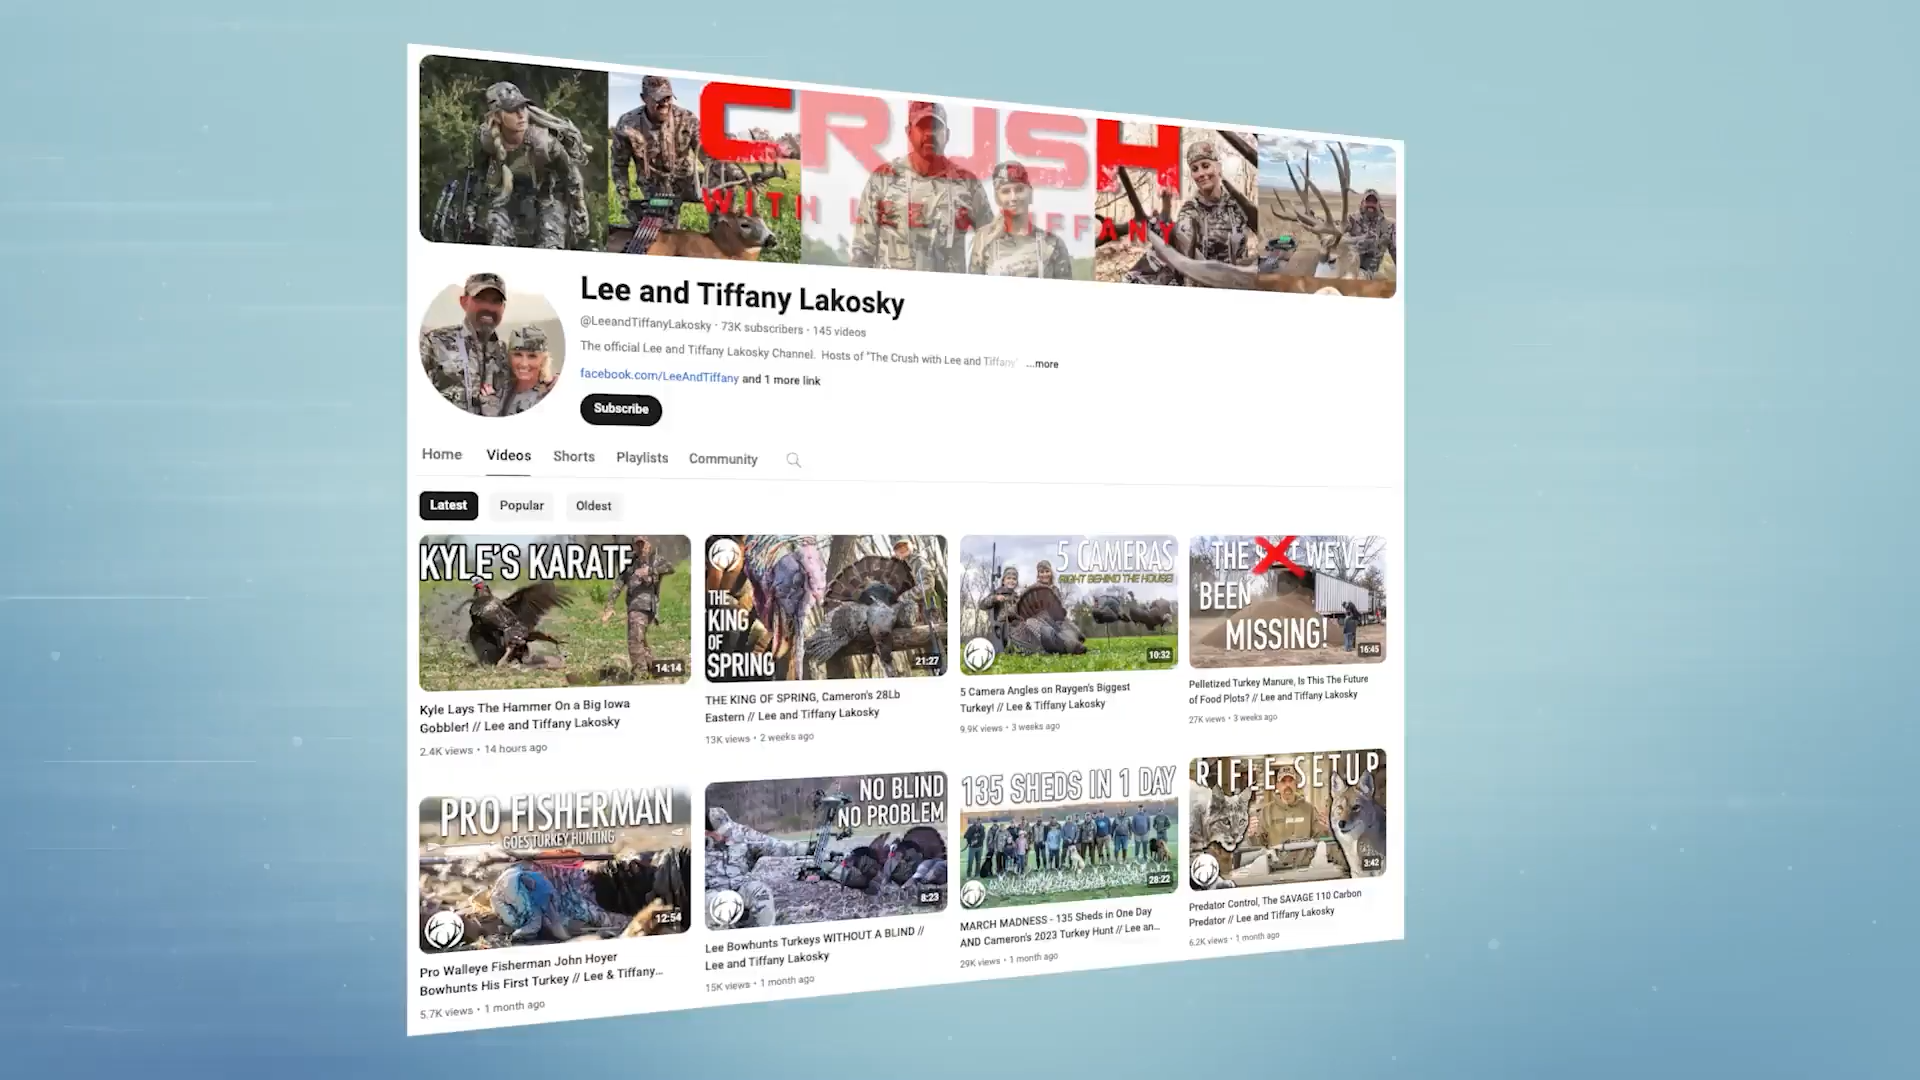 CRUSH
WITH LEE & TIFFANY
Lee and Tiffany Lakosky
@LeeandTiffanyLakosky · 73K subscribers · 145 videos
The official Lee and Tiffany Lakosky Channel. Hosts of "The Crush with Lee and Tiffany" ...more
facebook.com/LeeAndTiffany and 1 more link
Subscribe
Home Videos Shorts Playlists Community
Latest Popular Oldest
KYLE'S KARATE
14:14
Kyle Lays The Hammer On a Big Iowa
Gobbler! // Lee and Tiffany Lakosky
2.4K views • 14 hours ago
THE
KING
OF
SPRING
21:27
THE KING OF SPRING, Cameron's 28Lb
Eastern // Lee and Tiffany Lakosky
13K views • 2 weeks ago
5 CAMERAS
RIGHT BEHIND THE HOUSE!
10:32
5 Camera Angles on Raygen's Biggest
Turkey! // Lee & Tiffany Lakosky
9.9K views • 3 weeks ago
THE WE'VE
BEEN
MISSING!
16:45
Pelletized Turkey Manure, Is This The Future
of Food Plots? // Lee and Tiffany Lakosky
27K views • 3 weeks ago
PRO FISHERMAN
GOES TURKEY HUNTING
12:54
Pro Walleye Fisherman John Hoyer
Bowhunts His First Turkey // Lee & Tiffany...
5.7K views • 1 month ago
NO BLIND
NO PROBLEM
8:23
Lee Bowhunts Turkeys WITHOUT A BLIND //
Lee and Tiffany Lakosky
15K views • 1 month ago
135 SHEDS IN 1 DAY
28:22
MARCH MADNESS - 135 Sheds in One Day
AND Cameron's 2023 Turkey Hunt // Lee an...
29K views • 1 month ago
RIFLE SETUP
3:42
Predator Control, The SAVAGE 110 Carbon
Predator // Lee and Tiffany Lakosky
6.2K views • 1 month ago